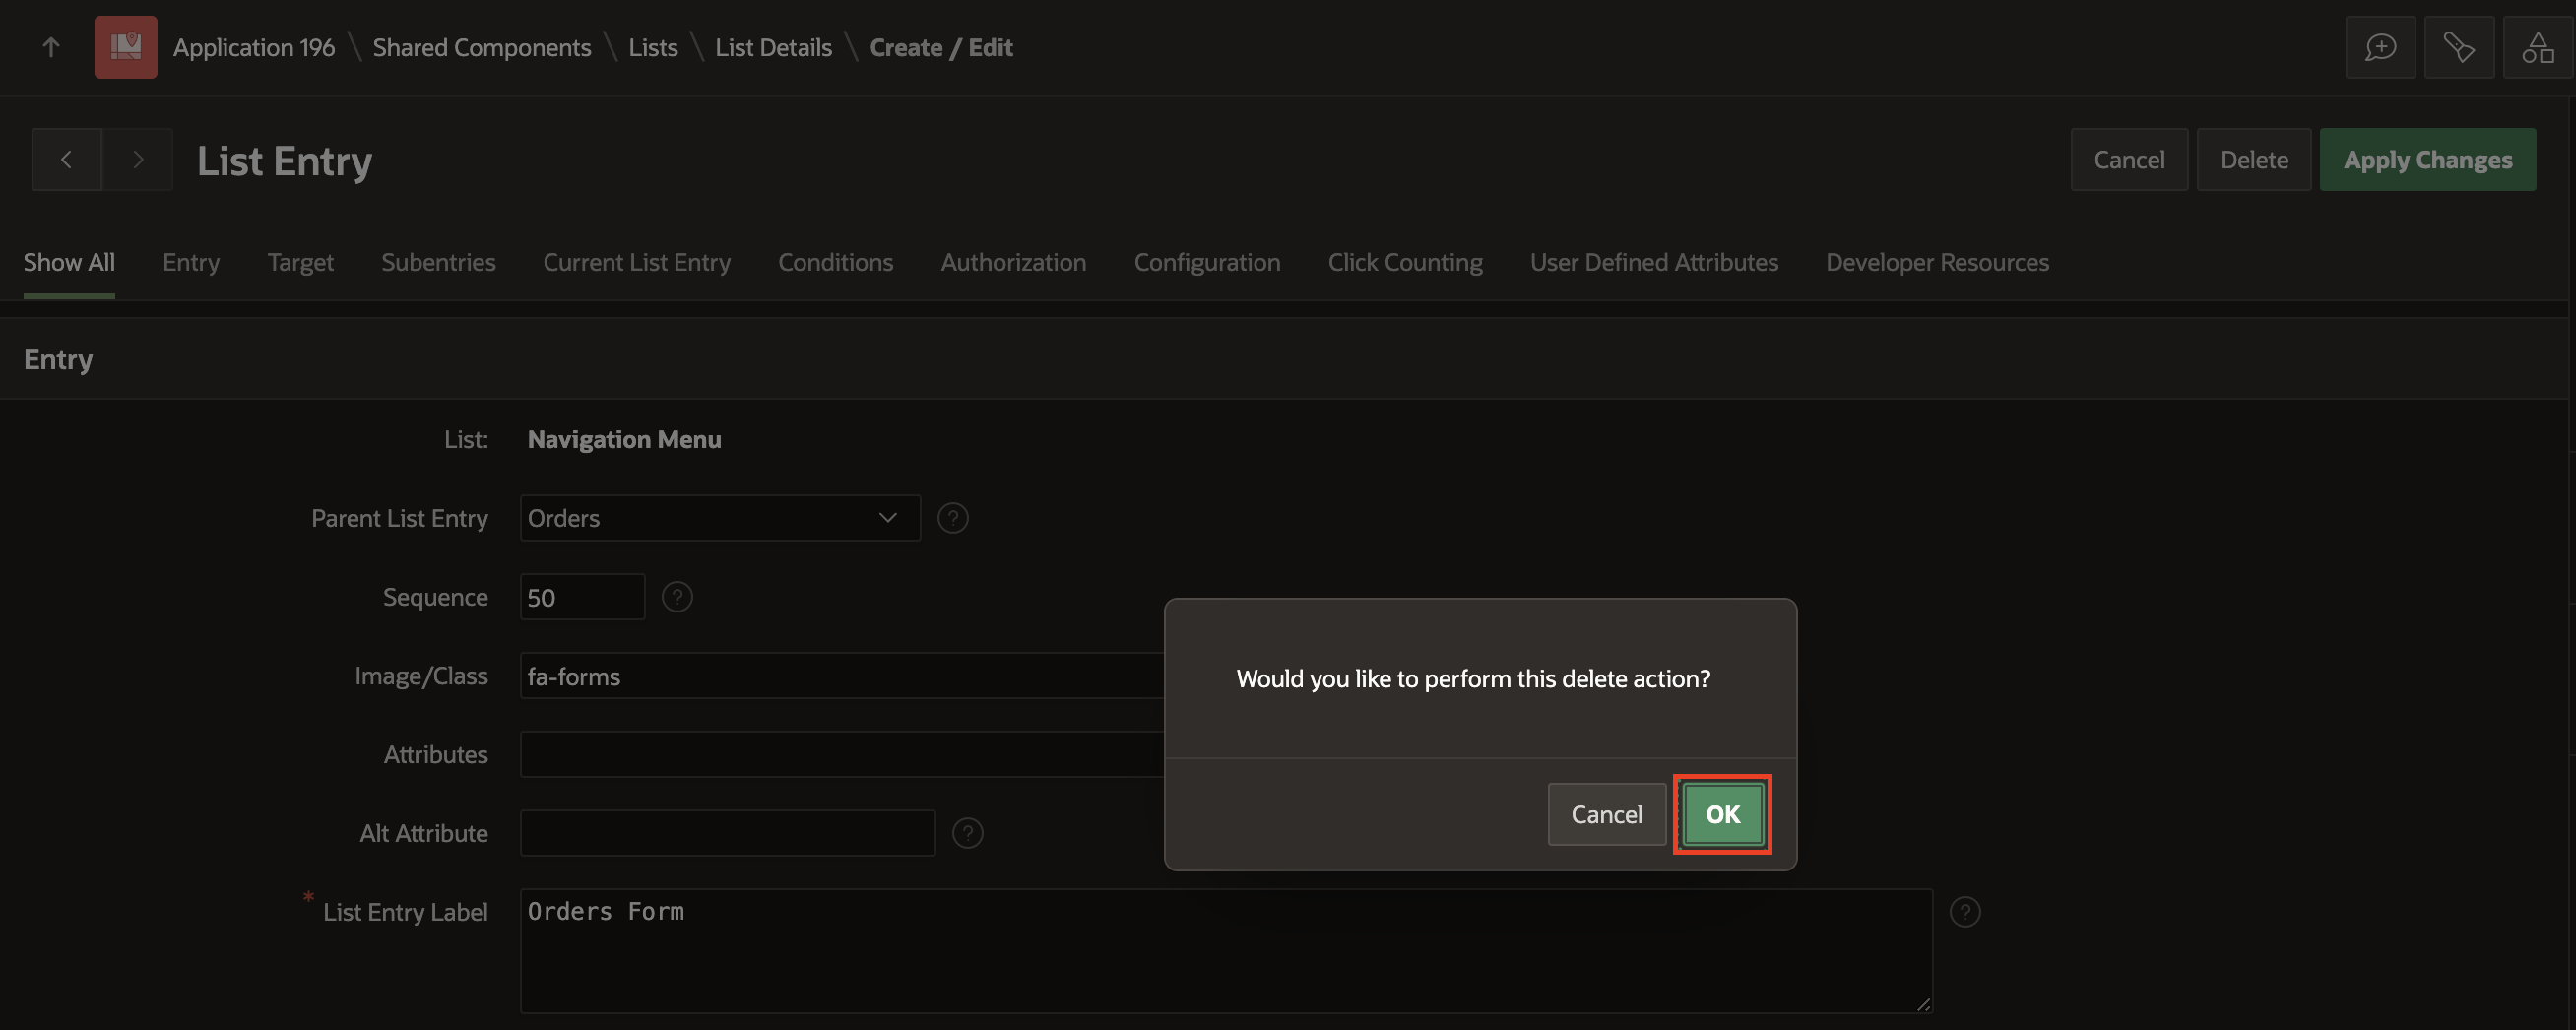 Application 196 \ Shared Components \ Lists \ List Details \ Create / Edit
List Entry
Cancel Delete Apply Changes
Show All Entry Target Subentries Current List Entry Conditions Authorization Configuration Click Counting User Defined Attributes Developer Resources
Entry
List: Navigation Menu
Parent List Entry Orders ?
Sequence 50 ?
Image/Class fa-forms
Would you like to perform this delete action?
Attributes
Cancel OK
Alt Attribute ?
* List Entry Label Orders Form ?